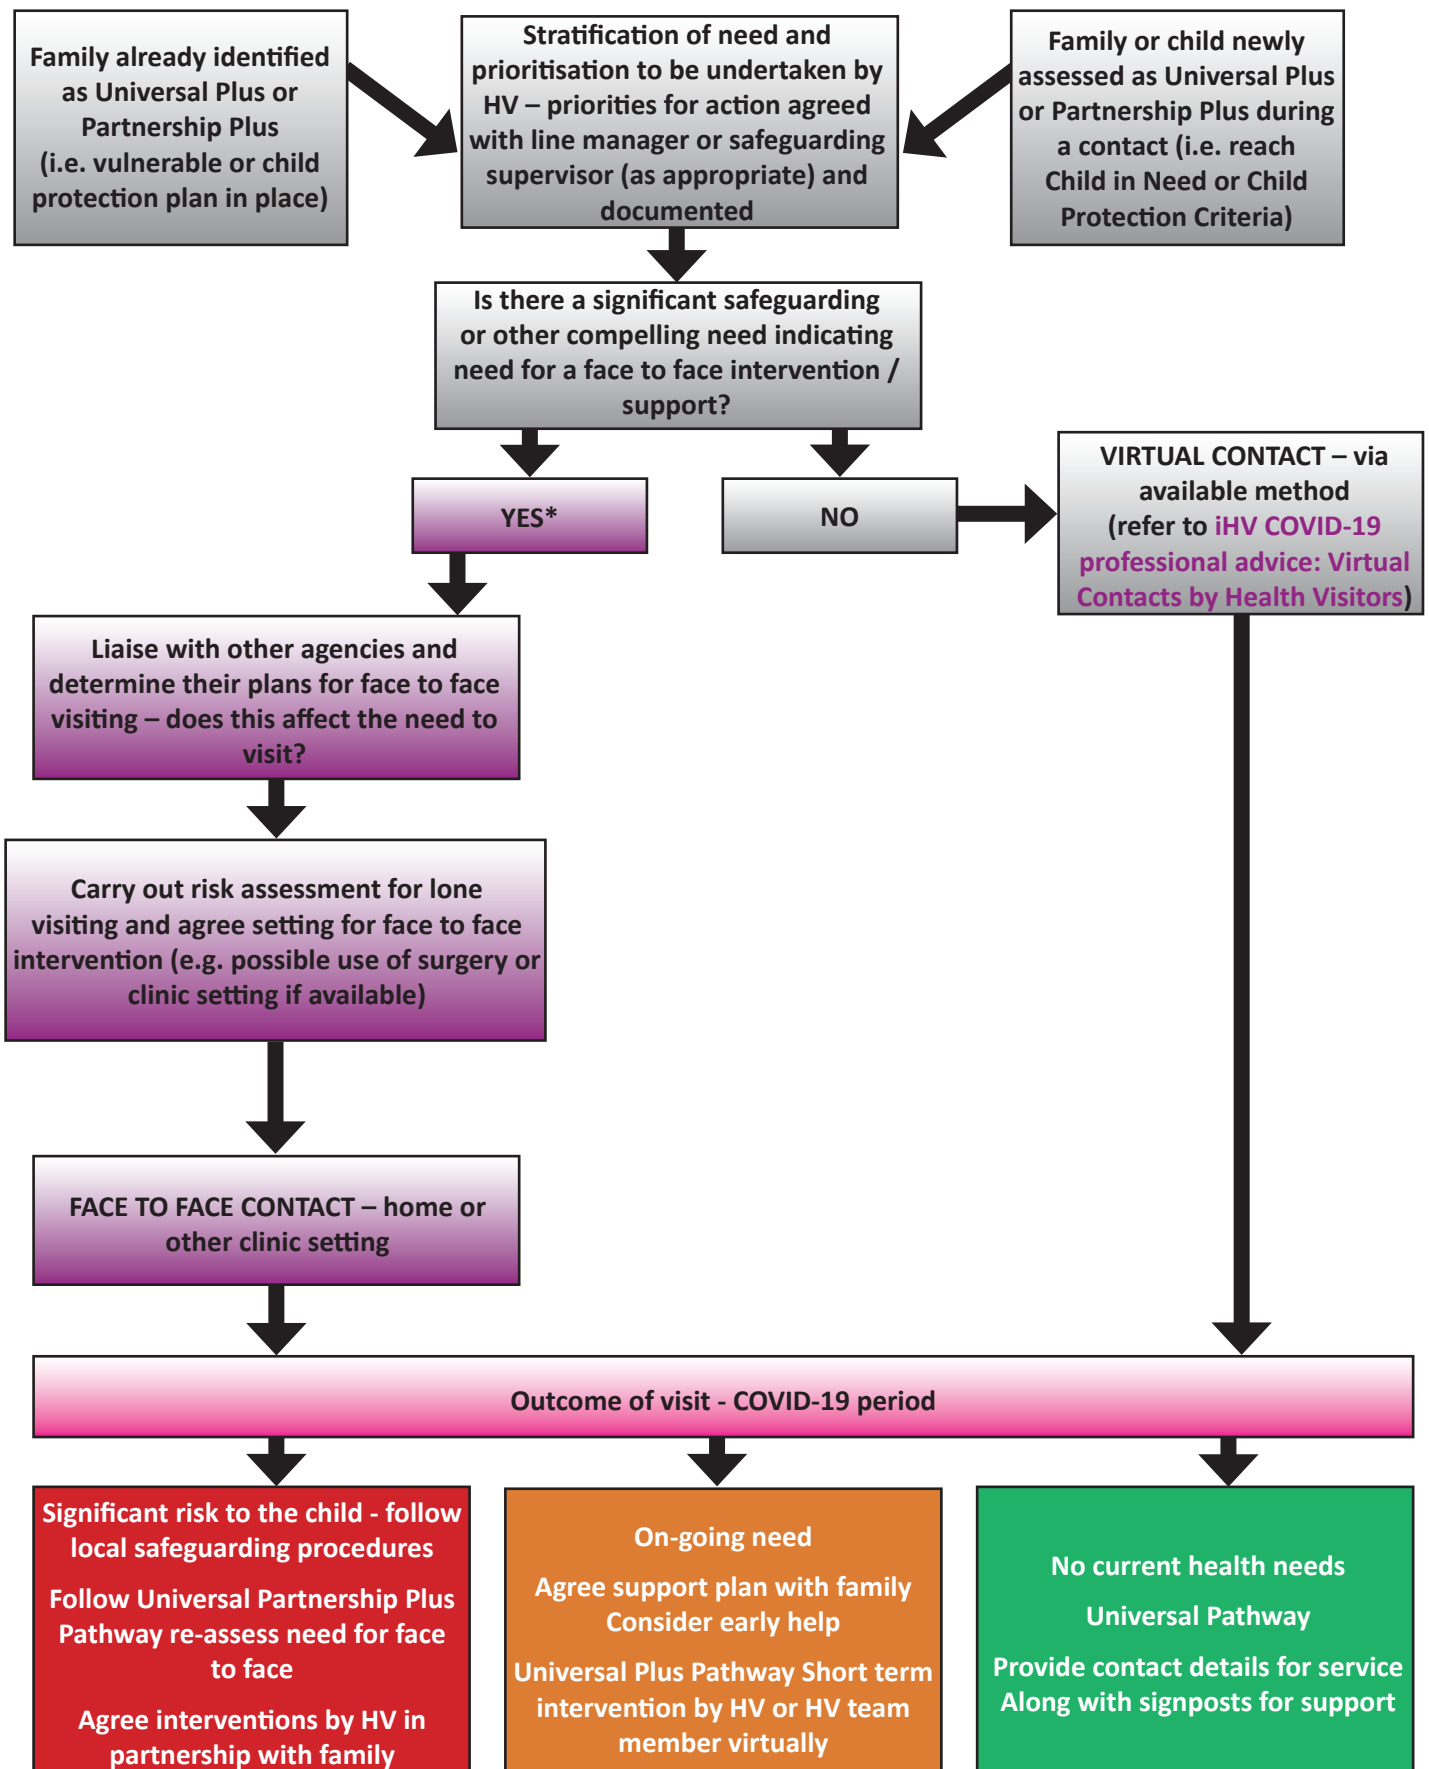 Family already identified
as Universal Plus or
Partnership Plus
(i.e. vulnerable or child
protection plan in place)
Stratification of need and
prioritisation to be undertaken by
HV – priorities for action agreed
with line manager or safeguarding
supervisor (as appropriate) and
documented
Family or child newly
assessed as Universal Plus
or Partnership Plus during
a contact (i.e. reach
Child in Need or Child
Protection Criteria)
Is there a significant safeguarding
or other compelling need indicating
need for a face to face intervention /
support?
YES*
NO
VIRTUAL CONTACT – via
available method
(refer to iHV COVID-19
professional advice: Virtual
Contacts by Health Visitors)
Liaise with other agencies and
determine their plans for face to face
visiting – does this affect the need to
visit?
Carry out risk assessment for lone
visiting and agree setting for face to face
intervention (e.g. possible use of surgery or
clinic setting if available)
FACE TO FACE CONTACT – home or
other clinic setting
Outcome of visit - COVID-19 period
Significant risk to the child - follow
local safeguarding procedures
Follow Universal Partnership Plus
Pathway re-assess need for face
to face
Agree interventions by HV in
partnership with family
On-going need
Agree support plan with family
Consider early help
Universal Plus Pathway Short term
intervention by HV or HV team
member virtually
No current health needs
Universal Pathway
Provide contact details for service
Along with signposts for support